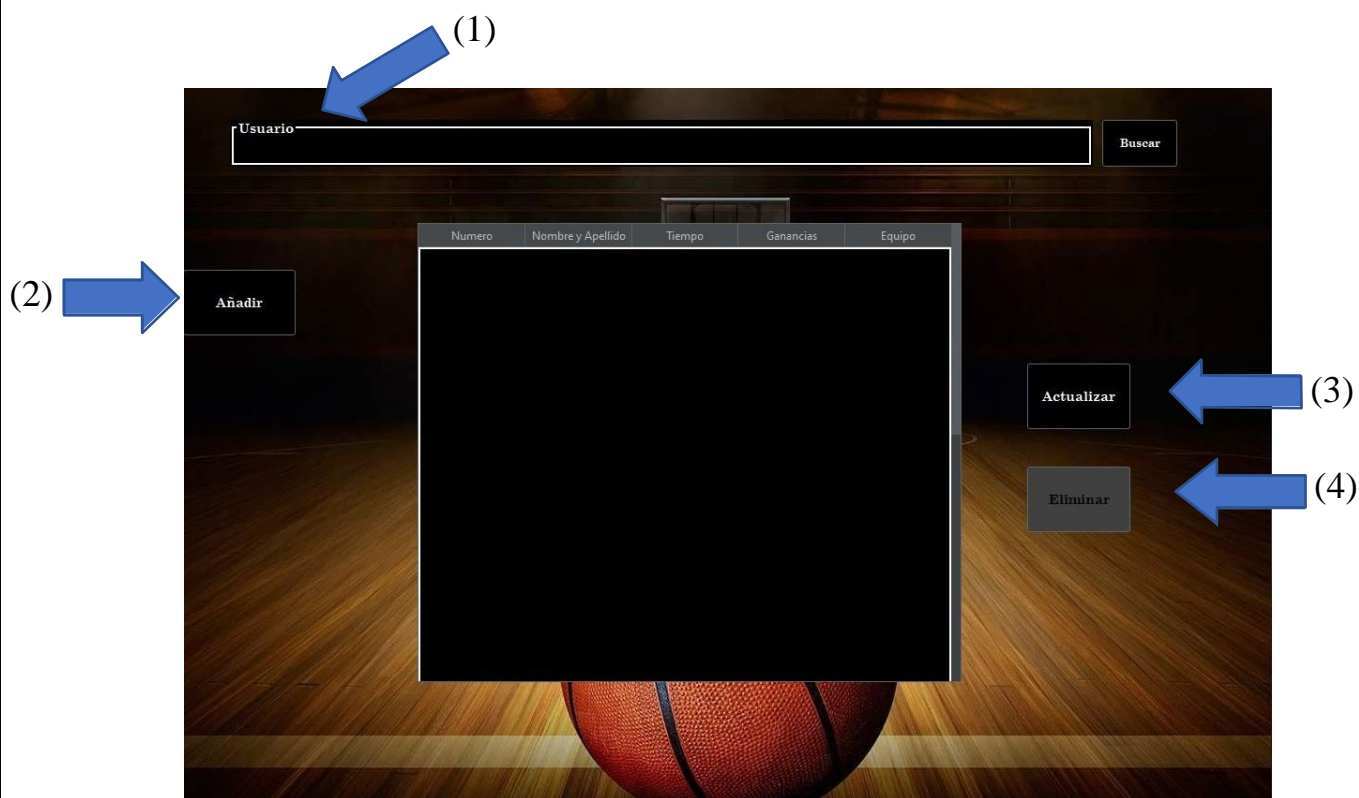 (1)
Usuario
Buscar
Numero Nombre y Apellido Tiempo Ganancias Equipo
(2)
Añadir
Actualizar
(3)
Eliminar
(4)